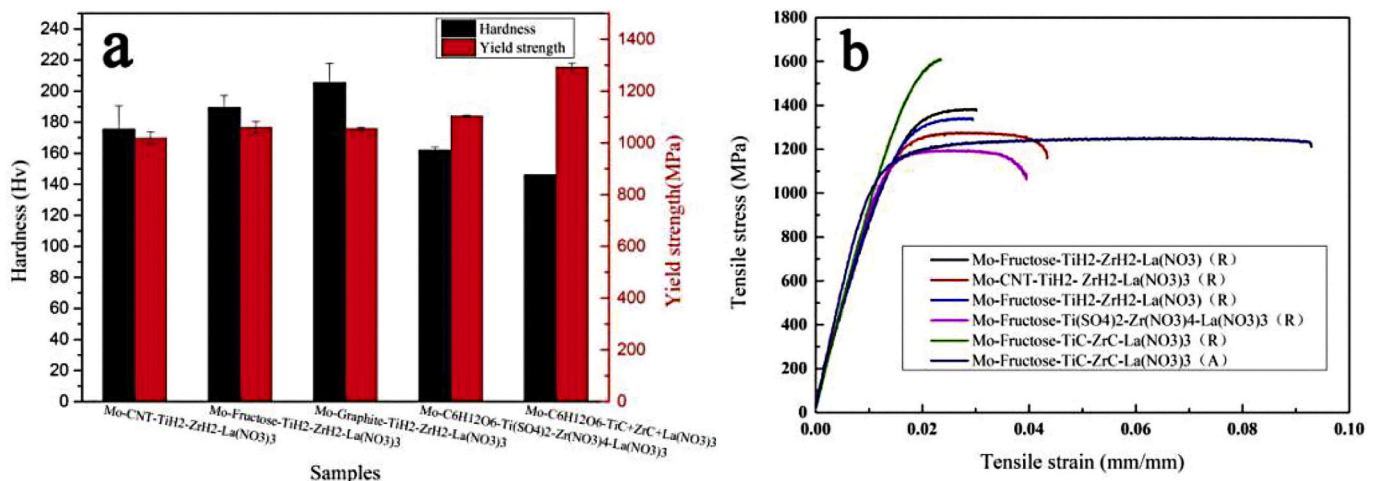 a
Hardness
Yield strength
240
220
200
180
160
140
120
100
80
60
40
20
0
Hardness (Hv)
1400
1200
1000
800
600
400
200
0
Yield strength(MPa)
Mo-CNT-TiH2-ZrH2-La(NO3)3
Mo-Fructose-TiH2-ZrH2-La(NO3)3
Mo-Graphite-TiH2-ZrH2-La(NO3)3
Mo-C6H12O6-Ti(SO4)2-Zr(NO3)4-La(NO3)3
Mo-C6H12O6-TiC+ZrC+La(NO3)3
Samples
b
1800
1600
1400
1200
1000
800
600
400
200
0
Tensile stress (MPa)
Mo-Fructose-TiH2-ZrH2-La(NO3)（R）
Mo-CNT-TiH2- ZrH2-La(NO3)3（R）
Mo-Fructose-TiH2-ZrH2-La(NO3)（R）
Mo-Fructose-Ti(SO4)2-Zr(NO3)4-La(NO3)3（R）
Mo-Fructose-TiC-ZrC-La(NO3)3（R）
Mo-Fructose-TiC-ZrC-La(NO3)3（A）
0.00
0.02
0.04
0.06
0.08
0.10
Tensile strain (mm/mm)